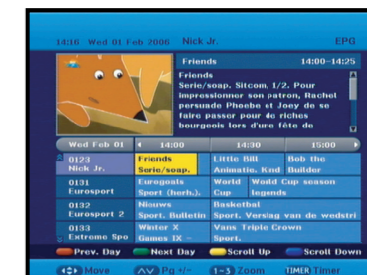 14:16 Wed 01 Feb 2006 Nick Jr. EPG
Friends 14:00-14:25
Friends
Serie/soap. Sitcom, 1/2. Pour
impressionner son patron, Rachel
persuade Phoebe et Joey de se
faire passer pour de riches
bourgeois lors d'une fête de
Wed Feb 01 14:00 14:30 15:00
0123 Friends Little Bill Bob the
Nick Jr. Serie/soap. Animatie. Knd Builder
0131 Eurogoals World Wold Cup season
Eurosport Sport (herh.). Cup legends
0132 Nieuws Basketbal
Eurosport 2 Sport. Bulletin Sport. Verslag van de wedstri
0133 Winter X Vans Triple Crown
Extreme Spo Games IX - Sport.
Prev. Day Next Day Scroll Up Scroll Down
Move Pg +/- 1-3 Zoom TIMER Timer